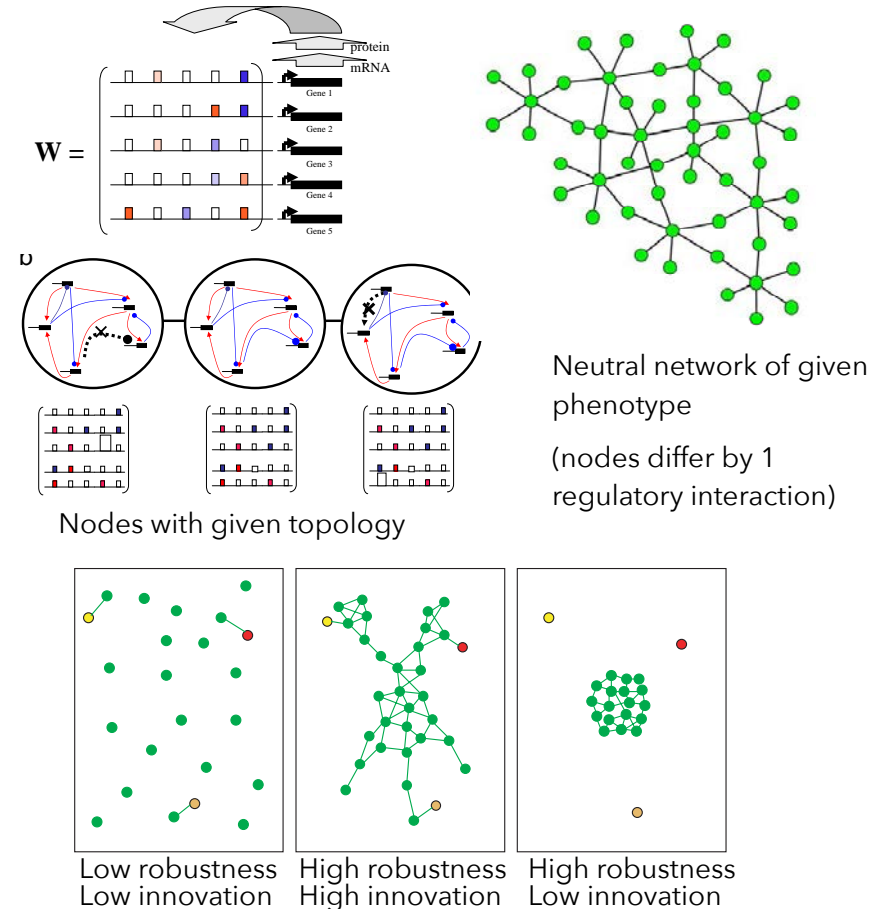 protein
mRNA
Gene 1
Gene 2
W =
Gene 3
Gene 4
Gene 5
b
Neutral network of given
phenotype
(nodes differ by 1
regulatory interaction)
Nodes with given topology
Low robustness
Low innovation
High robustness
High innovation
High robustness
Low innovation